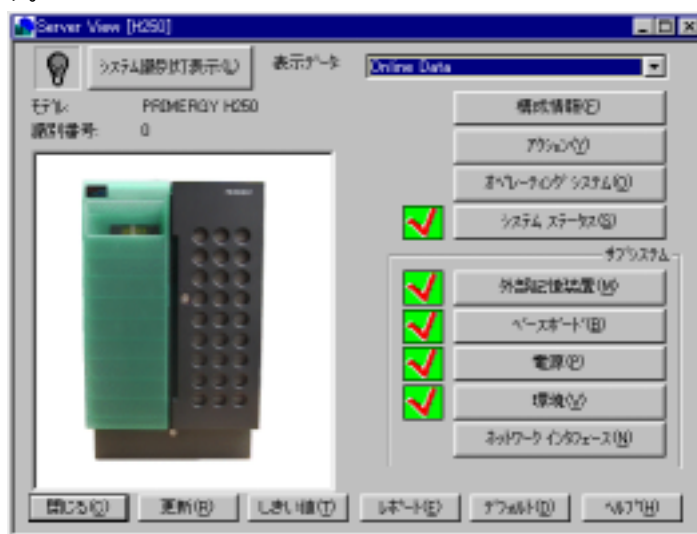 Server View [H250]
システム識別灯表示(L)
表示ﾃﾞｰﾀ:
Online Data
ﾓﾃﾞﾙ: PRIMERGY H250
識別番号: 0
構成情報(F)
ｱｸｼｮﾝ(Y)
ｵﾍﾟﾚｰﾃｨﾝｸﾞ ｼｽﾃﾑ(O)
ｼｽﾃﾑ ｽﾃｰﾀｽ(S)
ｻﾌﾞｼｽﾃﾑ
外部記憶装置(M)
ﾍﾞｰｽﾎﾞｰﾄﾞ(B)
電源(P)
環境(V)
ﾈｯﾄﾜｰｸ ｲﾝﾀﾌｪｰｽ(N)
閉じる(C)
更新(R)
しきい値(T)
ﾚﾎﾟｰﾄ(E)
ﾃﾞﾌｫﾙﾄ(D)
ﾍﾙﾌﾟ(H)